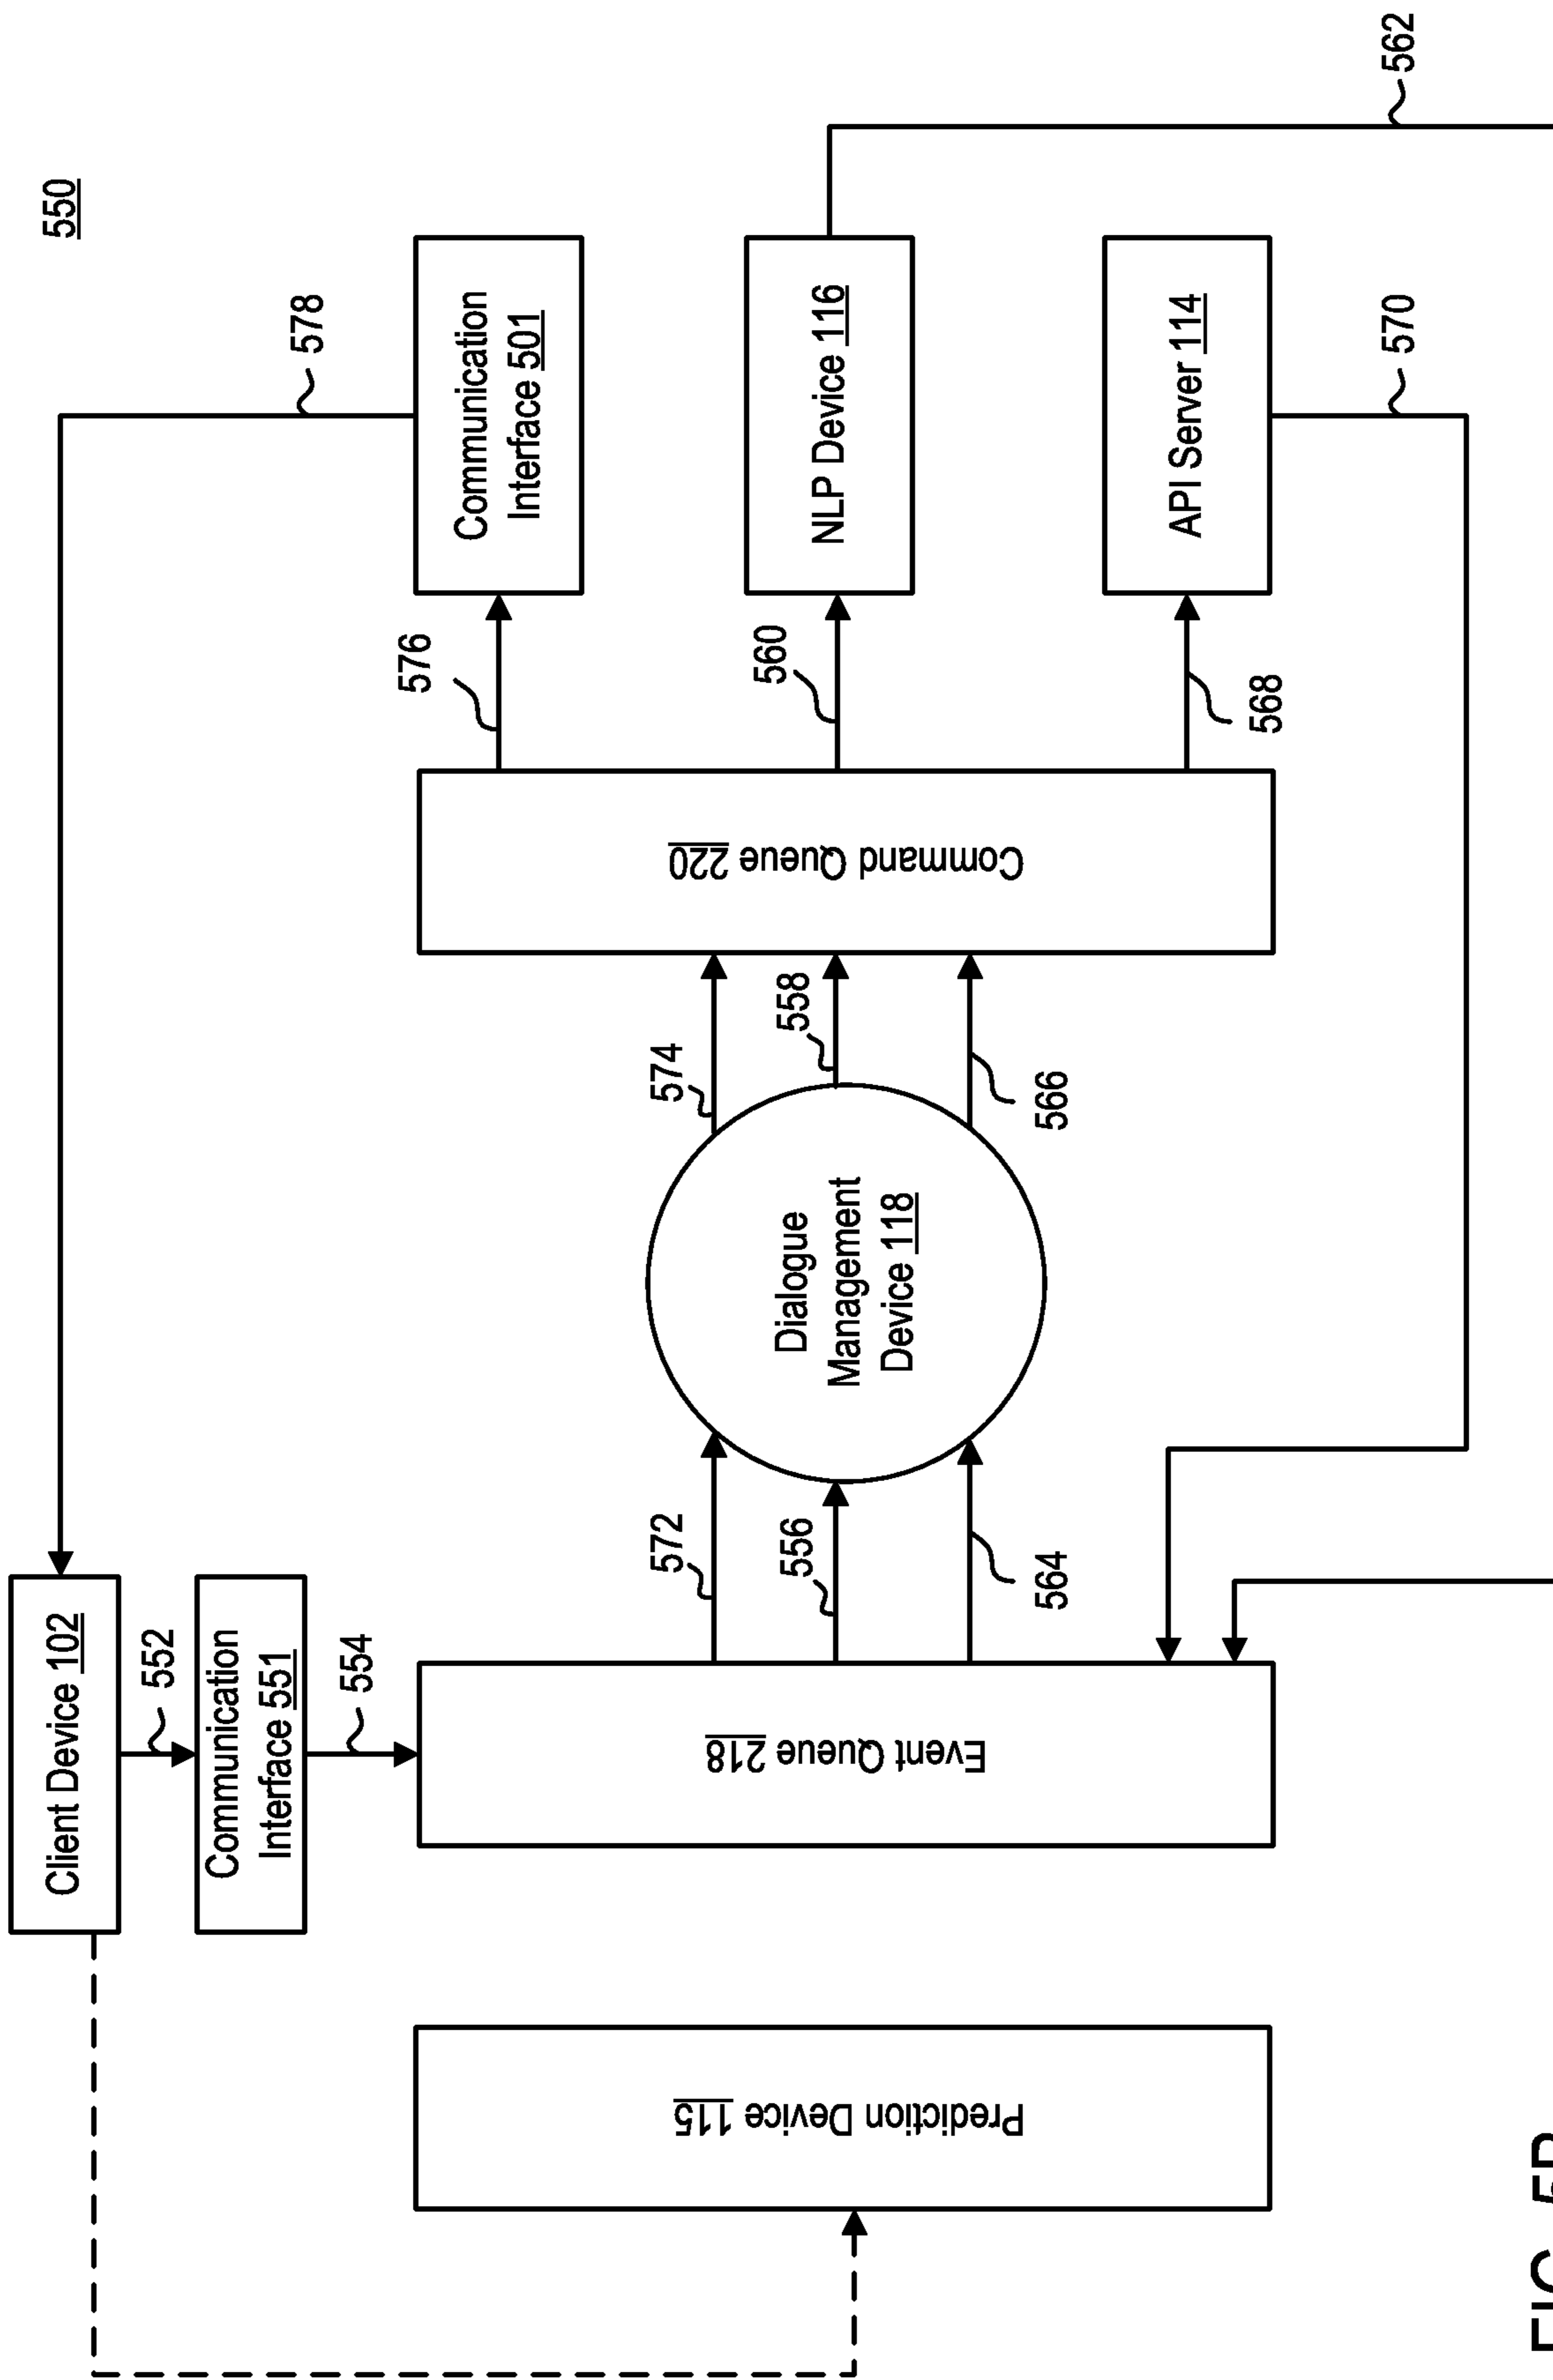 550
Client Device 102
552
Communication
Interface 551
554
578
Communication
Interface 501
576
NLP Device 116
560
562
API Server 114
568
570
Command Queue 220
574
558
566
Dialogue
Management
Device 118
572
556
564
Event Queue 218
Prediction Device 115